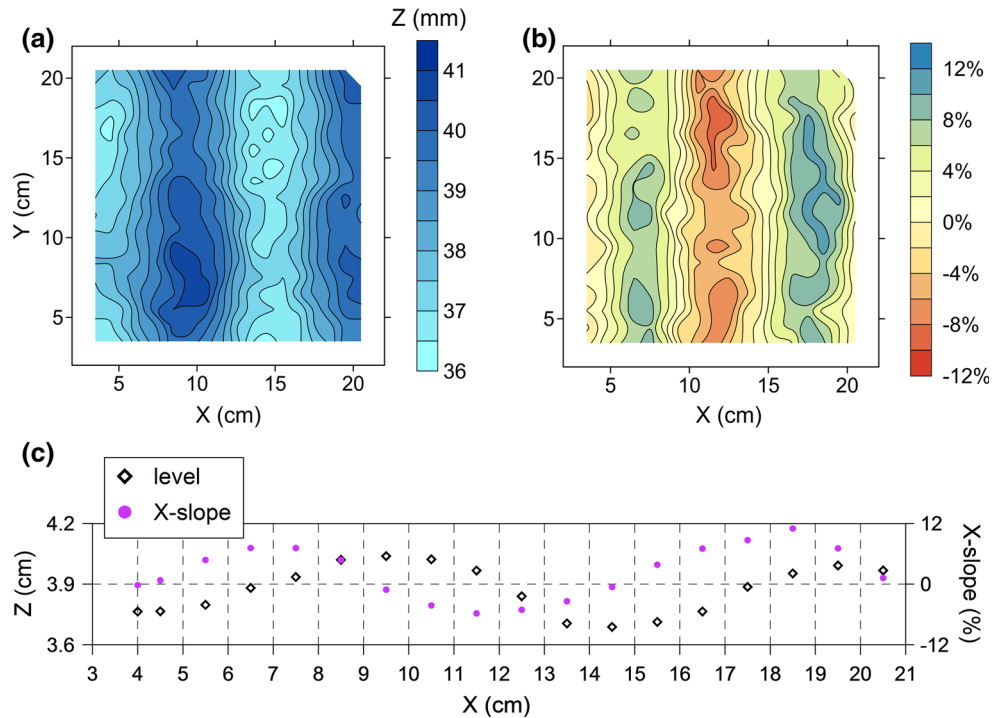 (a)
Z (mm)
(b)
20
15
10
5
Y (cm)
5
10
15
20
X (cm)
41
40
39
38
37
36
20
15
10
5
5
10
15
20
X (cm)
12%
8%
4%
0%
-4%
-8%
-12%
(c)
level
X-slope
4.2
3.9
3.6
Z (cm)
12
0
-12
X-slope (%)
3 4 5 6 7 8 9 10 11 12 13 14 15 16 17 18 19 20 21
X (cm)